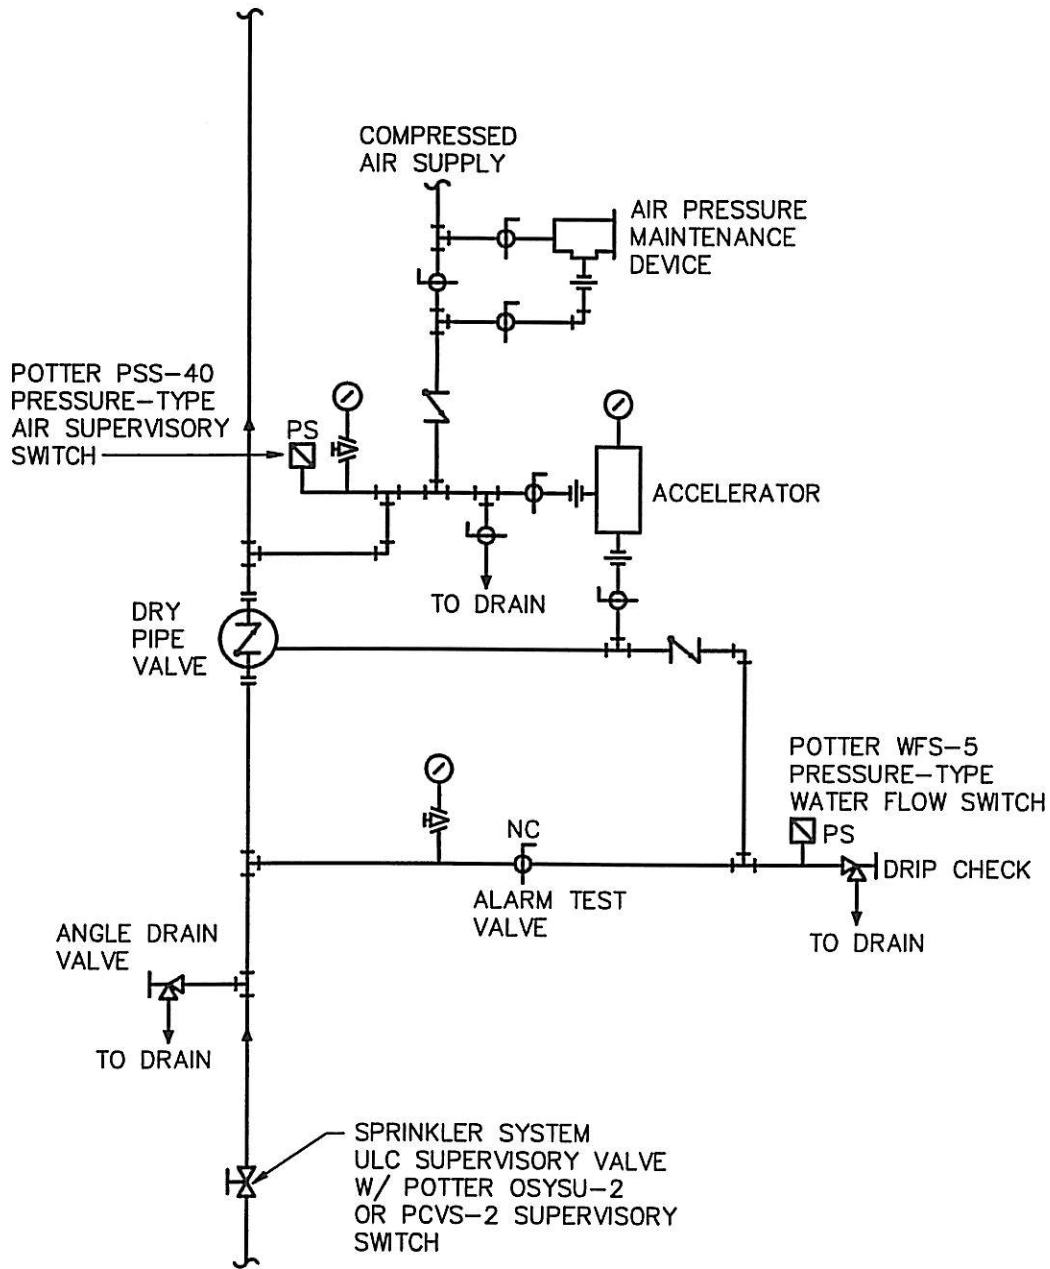 COMPRESSED
AIR SUPPLY
AIR PRESSURE
MAINTENANCE
DEVICE
POTTER PSS-40
PRESSURE-TYPE
AIR SUPERVISORY
SWITCH
PS
ACCELERATOR
TO DRAIN
DRY
PIPE
VALVE
POTTER WFS-5
PRESSURE-TYPE
WATER FLOW SWITCH
PS
NC
DRIP CHECK
ALARM TEST
VALVE
TO DRAIN
ANGLE DRAIN
VALVE
TO DRAIN
SPRINKLER SYSTEM
ULC SUPERVISORY VALVE
W/ POTTER OSYSU-2
OR PCVS-2 SUPERVISORY
SWITCH